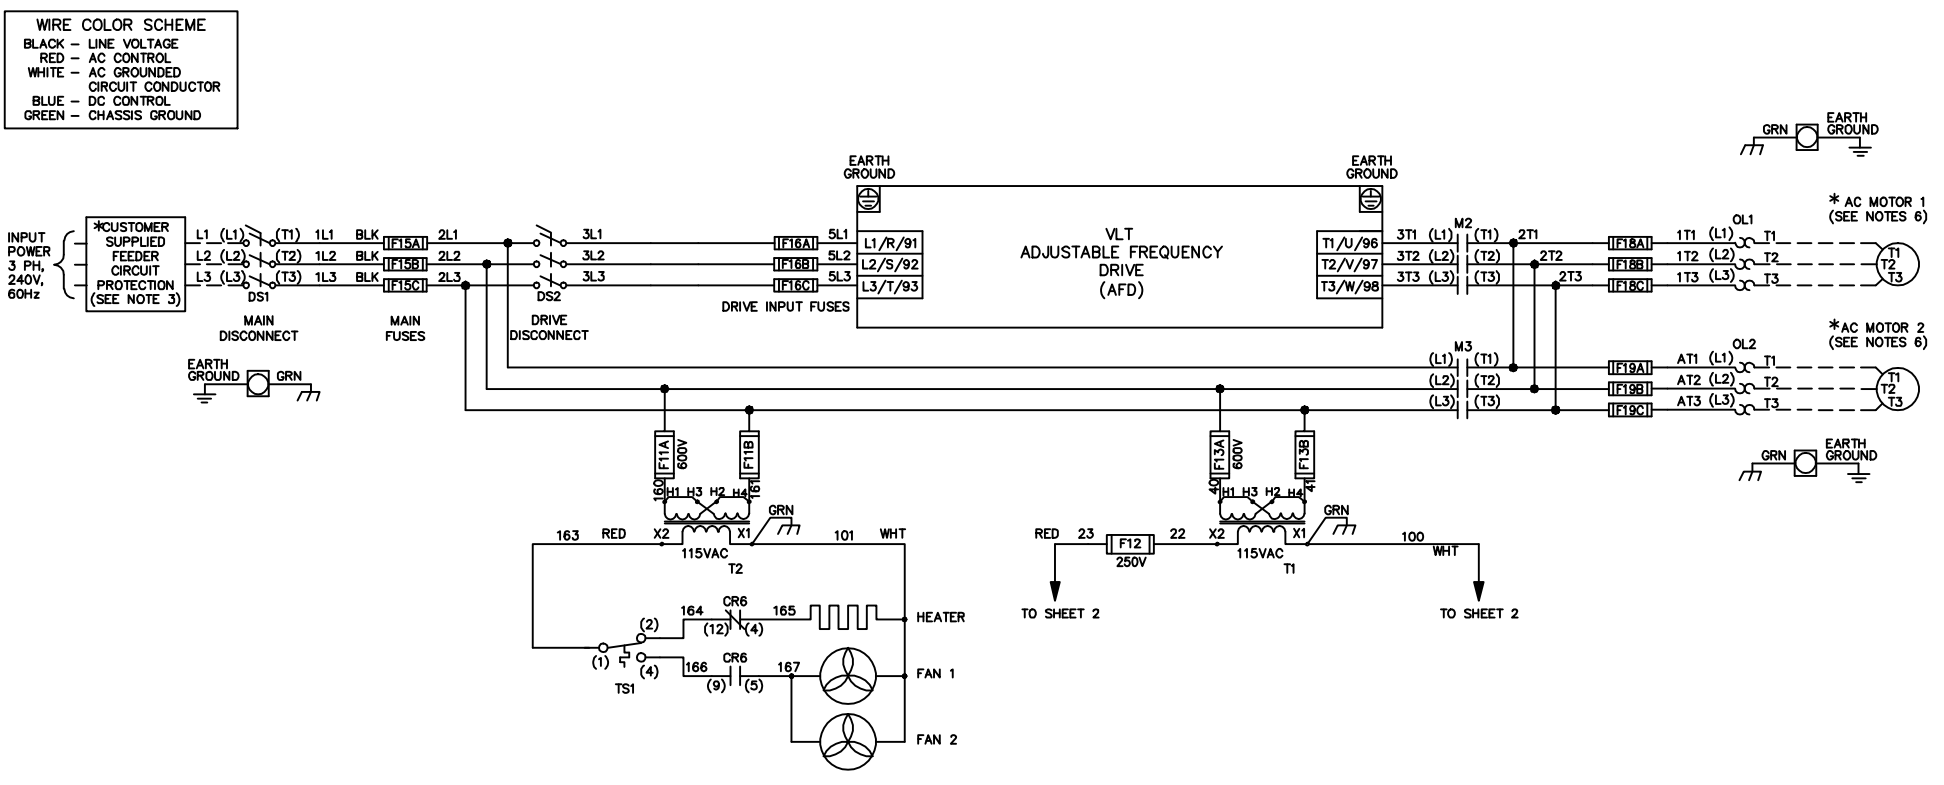 WIRE COLOR SCHEME
BLACK – LINE VOLTAGE
RED – AC CONTROL
WHITE – AC GROUNDED
CIRCUIT CONDUCTOR
BLUE – DC CONTROL
GREEN – CHASSIS GROUND
GRN
EARTH
GROUND
INPUT
POWER
3 PH,
240V,
60Hz
*CUSTOMER
SUPPLIED
FEEDER
CIRCUIT
PROTECTION
(SEE NOTE 3)
L1 (L1) (T1) 1L1 BLK F15A 2L1
L2 (L2) (T2) 1L2 BLK F15B 2L2
L3 (L3) (T3) 1L3 BLK F15C 2L3
DS1
MAIN
DISCONNECT
MAIN
FUSES
3L1
3L2
3L3
DS2
DRIVE
DISCONNECT
F16A 5L1
F16B 5L2
F16C 5L3
DRIVE INPUT FUSES
EARTH
GROUND
EARTH
GROUND
L1/R/91
L2/S/92
L3/T/93
VLT
ADJUSTABLE FREQUENCY
DRIVE
(AFD)
T1/U/96
T2/V/97
T3/W/98
M2
3T1 (L1) (T1) 2T1
3T2 (L2) (T2) 2T2
3T3 (L3) (T3) 2T3
OL1
F18A 1T1 (L1) T1
F18B 1T2 (L2) T2
F18C 1T3 (L3) T3
* AC MOTOR 1
(SEE NOTES 6)
T1
T2
T3
EARTH
GROUND
GRN
M3
(L1) (T1)
(L2) (T2)
(L3) (T3)
OL2
F19A AT1 (L1) T1
F19B AT2 (L2) T2
F19C AT3 (L3) T3
* AC MOTOR 2
(SEE NOTES 6)
T1
T2
T3
GRN
EARTH
GROUND
F11A
600V
F11B
160
161
H1 H3 H2 H4
GRN
163 RED X2 X1 101 WHT
115VAC
T2
F13A
600V
F13B
40
41
H1 H3 H2 H4
GRN
RED 23 F12 22 X2 X1 100 WHT
250V
115VAC
T1
TO SHEET 2
TO SHEET 2
CR6
164 165 HEATER
(2) (12) (4)
(1)
(4)
TS1
CR6
166 167 FAN 1
(9) (5)
FAN 2